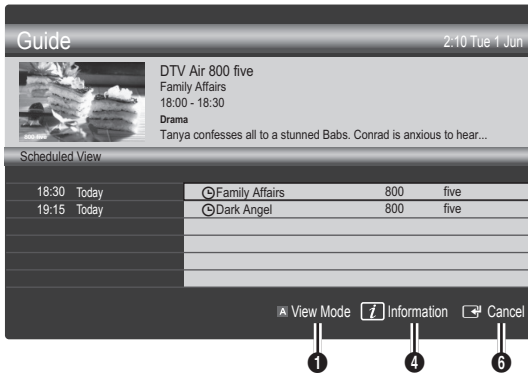 Guide
2:10 Tue 1 Jun
DTV Air 800 five
Family Affairs
18:00 - 18:30
Drama
Tanya confesses all to a stunned Babs. Conrad is anxious to hear...
Scheduled View
18:30 Today Family Affairs 800 five
19:15 Today Dark Angel 800 five
A View Mode i Information Cancel
1 4 6